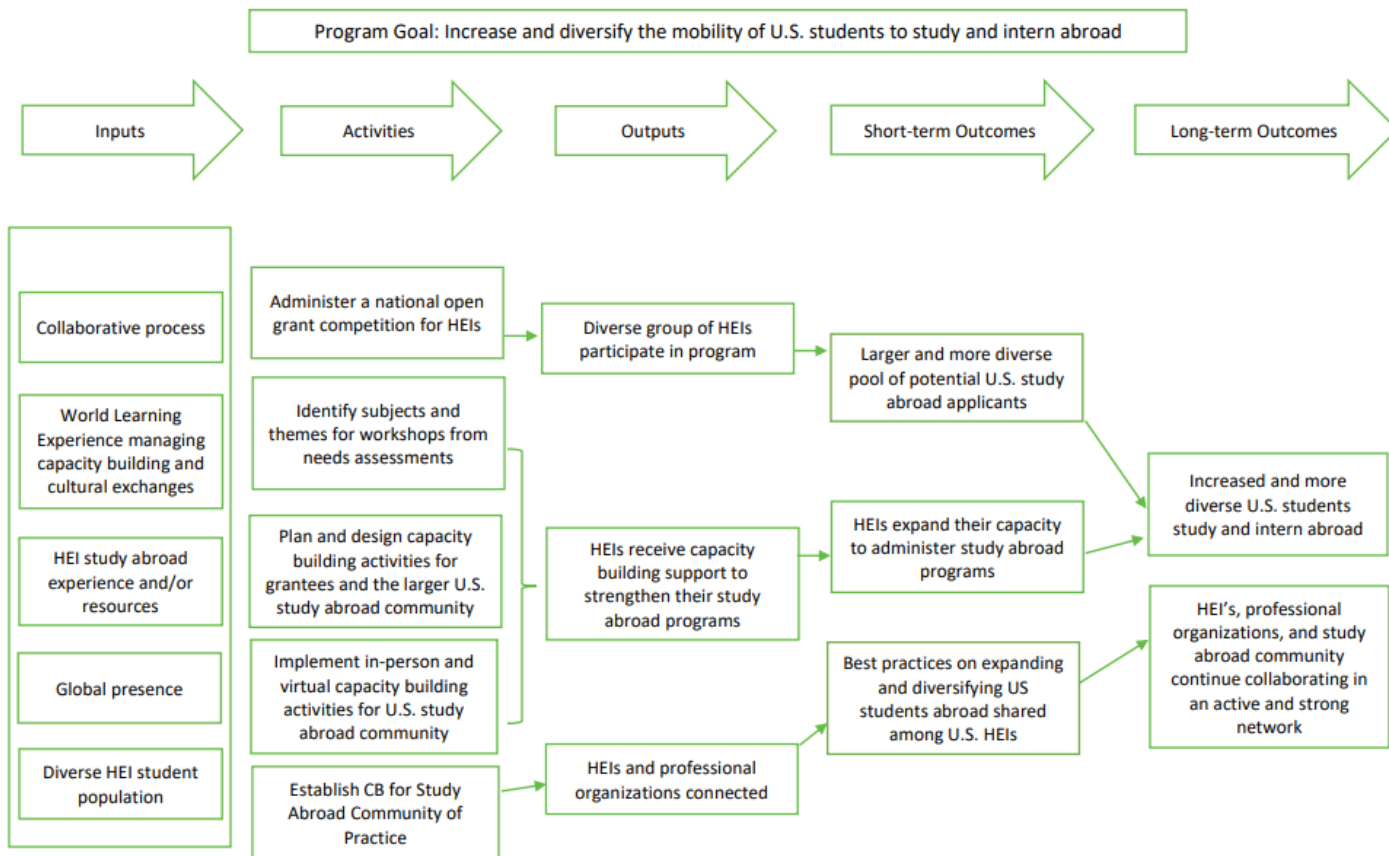 Program Goal: Increase and diversify the mobility of U.S. students to study and intern abroad
Inputs
Activities
Outputs
Short-term Outcomes
Long-term Outcomes
Collaborative process
World Learning
Experience managing
capacity building and
cultural exchanges
HEI study abroad
experience and/or
resources
Global presence
Diverse HEI student
population
Administer a national open
grant competition for HEIs
Identify subjects and
themes for workshops from
needs assessments
Plan and design capacity
building activities for
grantees and the larger U.S.
study abroad community
Implement in-person and
virtual capacity building
activities for U.S. study
abroad community
Establish CB for Study
Abroad Community of
Practice
Diverse group of HEIs
participate in program
HEIs receive capacity
building support to
strengthen their study
abroad programs
HEIs and professional
organizations connected
Larger and more diverse
pool of potential U.S. study
abroad applicants
HEIs expand their capacity
to administer study abroad
programs
Best practices on expanding
and diversifying US
students abroad shared
among U.S. HEIs
Increased and more
diverse U.S. students
study and intern abroad
HEI’s, professional
organizations, and study
abroad community
continue collaborating in
an active and strong
network